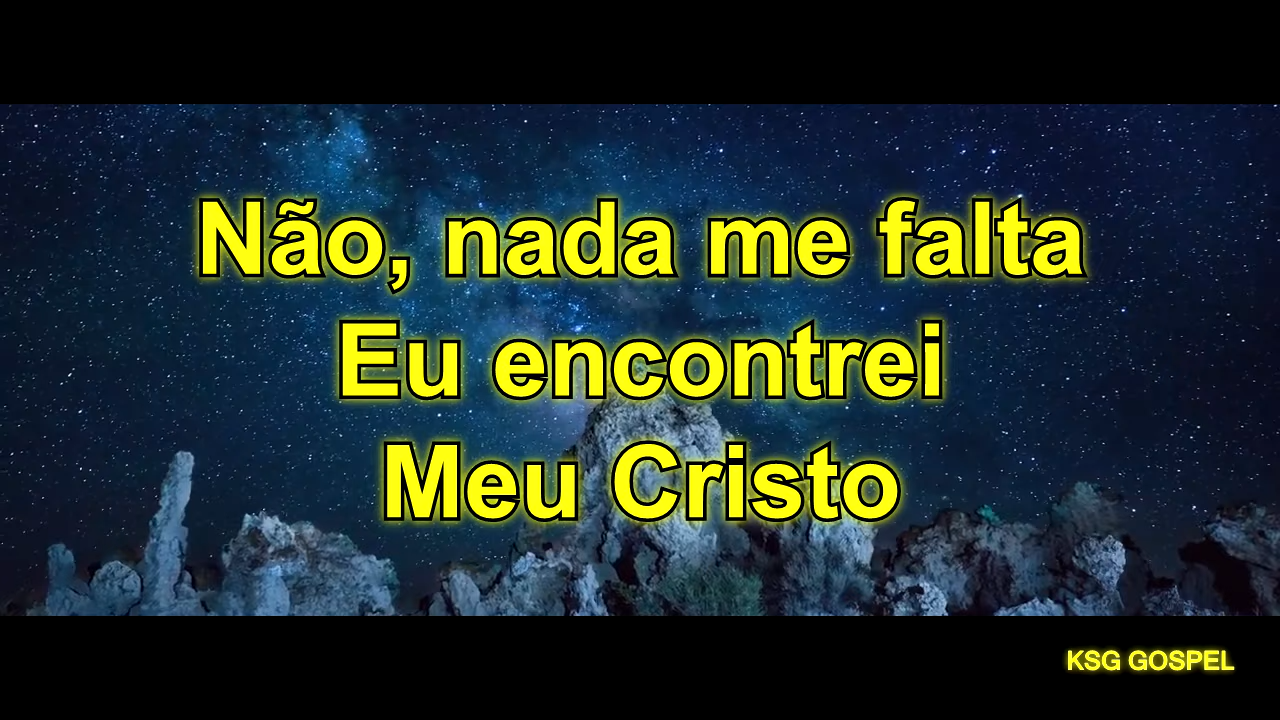 Não, nada me falta
Eu encontrei
Meu Cristo
KSG GOSPEL